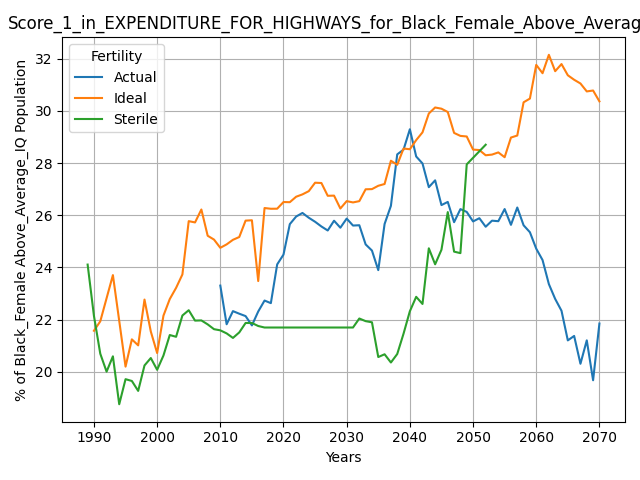 Score_1_in_EXPENDITURE_FOR_HIGHWAYS_for_Black_Female_Above_Averag
Fertility
Actual
Ideal
Sterile
% of Black_Female Above_Average_IQ Population
32
30
28
26
24
22
20
1990 2000 2010 2020 2030 2040 2050 2060 2070
Years